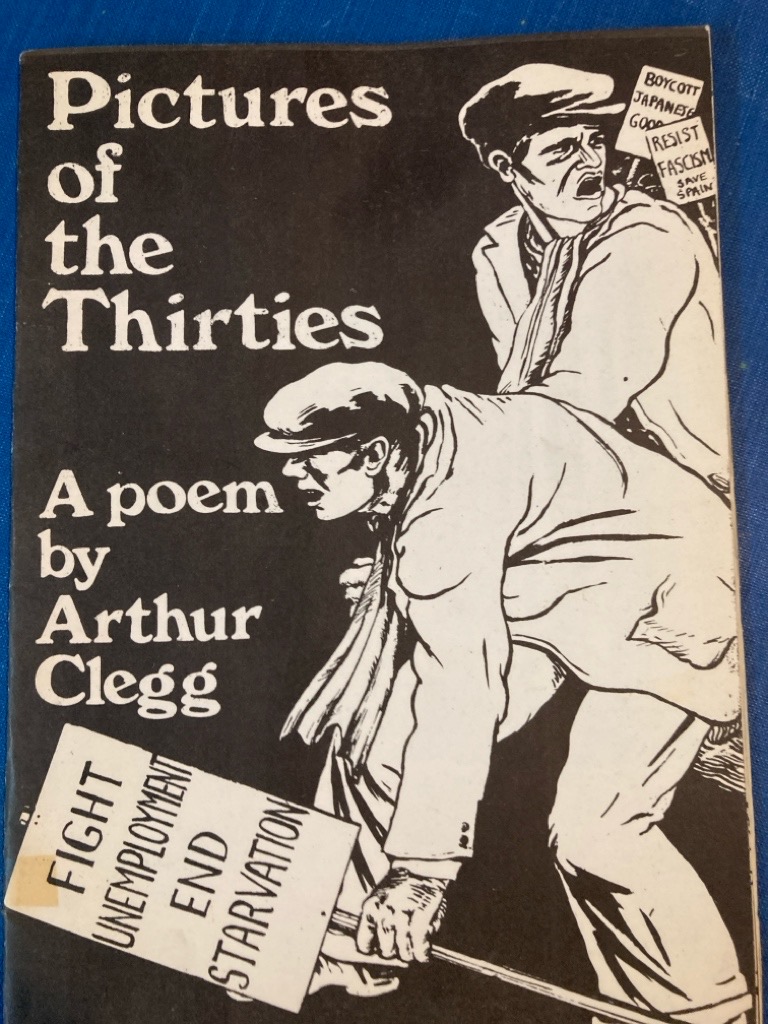 Pictures
of
the
Thirties
BOYCOTT
JAPANESE
RESIST
FASCISM
SAVE
SPAIN
A poem
by
Arthur
Clegg
FIGHT
UNEMPLOYMENT
END
STARVATION